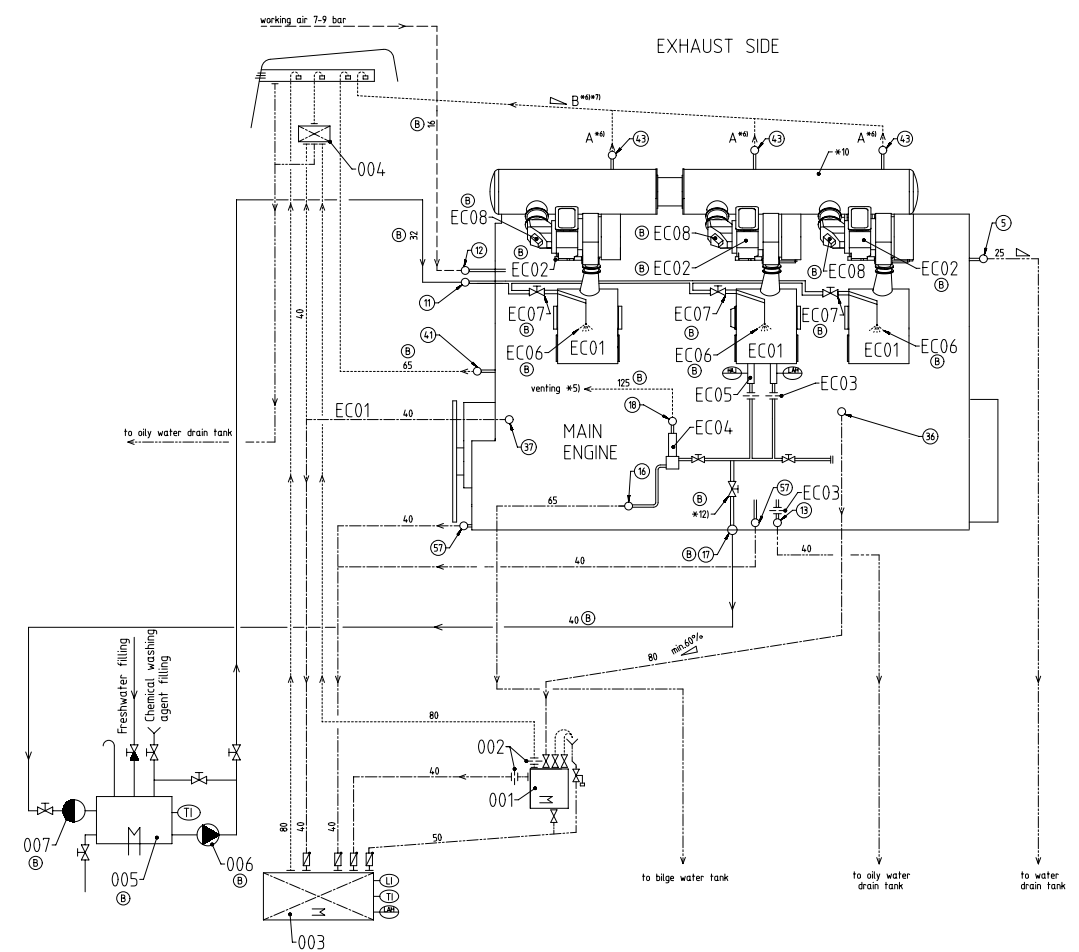 working air 7-9 bar
EXHAUST SIDE
B*6)*7)
B 16
A*6)
43
A*6)
43
A*6)
43
*10
004
B
EC08
B
EC02
B EC08
B EC02
B EC08
EC02
B
5
25
B 32
12
11
EC07
B
EC06
B
EC01
EC07
B
EC06
B
EC01
EC07
B
EC06
B
EC01
40
41
B
65
LAH
EC05
EC03
venting *5)
125 B
18
EC04
EC01
40
37
MAIN
ENGINE
36
to oily water drain tank
16
65
B
*12)
57
EC03
13
40
57
B 17
40
40
40 B
80
min.60°/°
Freshwater filling
Chemical washing
agent filling
80
002
40
001
TI
007
B
005
B
006
B
80
40
40
50
LI
TI
LAH
003
to bilge water tank
to oily water
drain tank
to water
drain tank